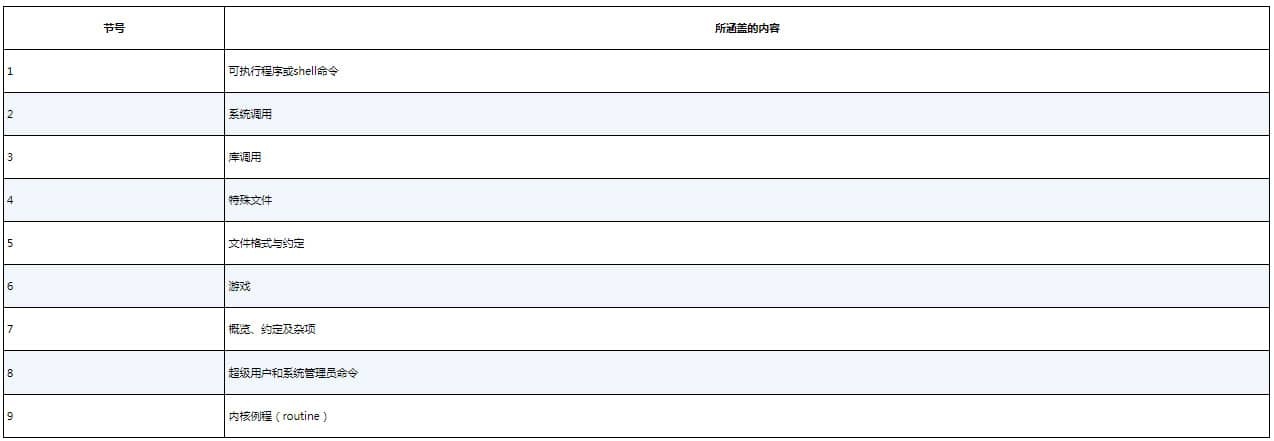 节号 所涵盖的内容
1 可执行程序或shell命令
2 系统调用
3 库调用
4 特殊文件
5 文件格式与约定
6 游戏
7 概览、约定及杂项
8 超级用户和系统管理员命令
9 内核例程（routine）